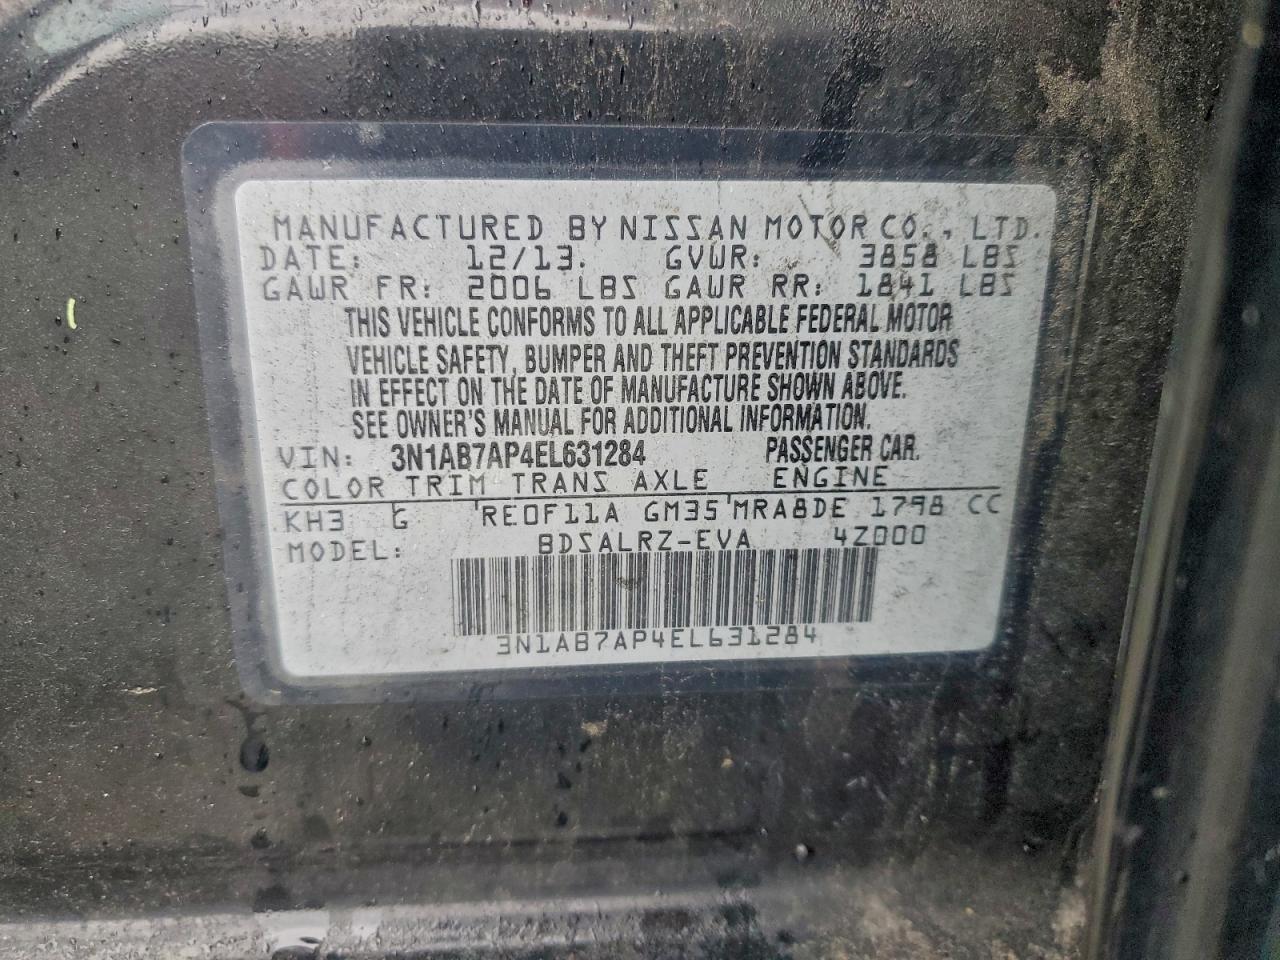 MANUFACTURED BY NISSAN MOTOR CO., LTD.
DATE: 12/13. GVWR: 3858 LBS
GAWR FR: 2006 LBS GAWR RR: 1841 LBS
THIS VEHICLE CONFORMS TO ALL APPLICABLE FEDERAL MOTOR
VEHICLE SAFETY, BUMPER AND THEFT PREVENTION STANDARDS
IN EFFECT ON THE DATE OF MANUFACTURE SHOWN ABOVE.
SEE OWNER'S MANUAL FOR ADDITIONAL INFORMATION.
VIN: 3N1AB7AP4EL631284 PASSENGER CAR.
COLOR TRIM TRANS AXLE ENGINE
KH3 G RE0F11A GM35 MRA8DE 1798 CC
MODEL: BDSALRZ-EVA 4Z000
3N1AB7AP4EL631284